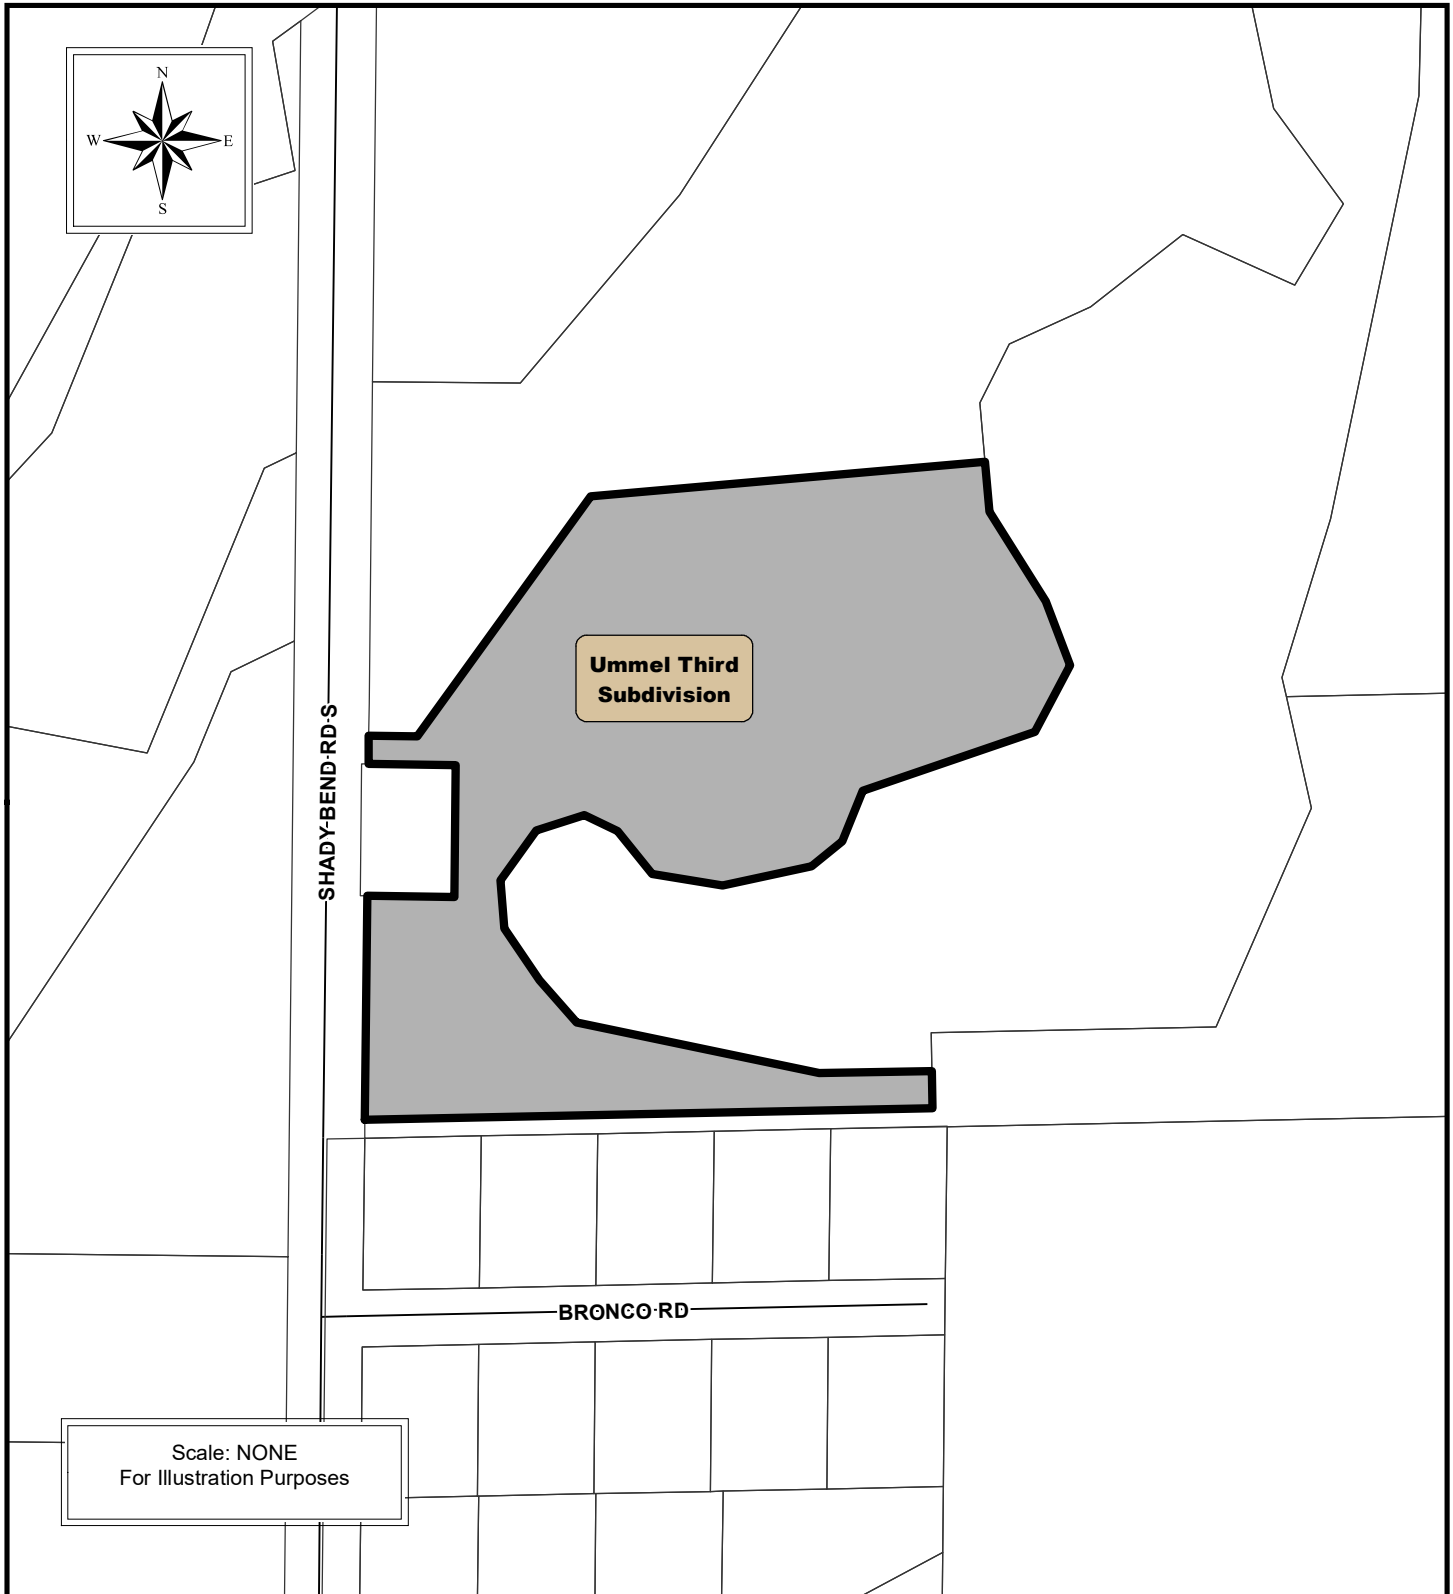 N
W
E
S
Ummel Third
Subdivision
SHADY BEND RD S
BRONCO RD
Scale: NONE
For Illustration Purposes